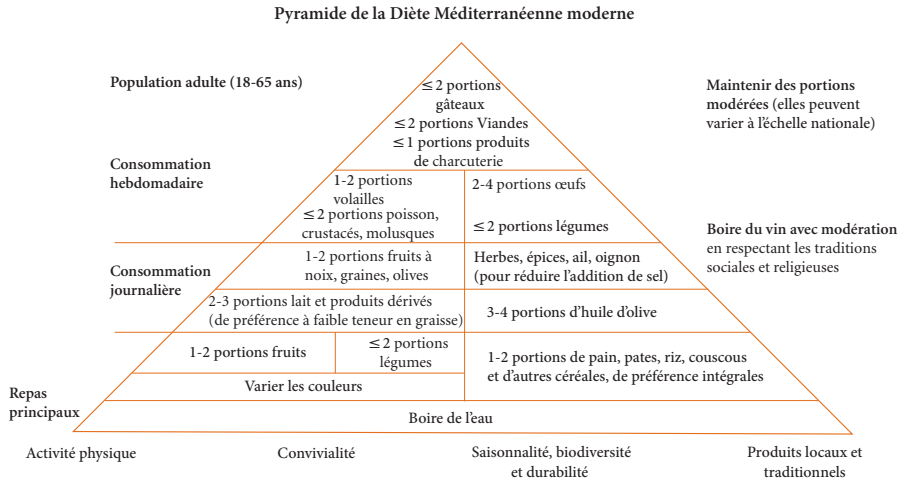 Pyramide de la Diète Méditerranéenne moderne
Population adulte (18-65 ans)
≤ 2 portions
gâteaux
≤ 2 portions Viandes
≤ 1 portions produits
de charcuterie
Maintenir des portions
modérées (elles peuvent
varier à l'échelle nationale)
Consommation
hebdomadaire
1-2 portions
volailles
≤ 2 portions poisson,
crustacés, molusques
2-4 portions œufs
≤ 2 portions légumes
Boire du vin avec modération
en respectant les traditions
sociales et religieuses
Consommation
journalière
1-2 portions fruits à
noix, graines, olives
Herbes, épices, ail, oignon
(pour réduire l'addition de sel)
2-3 portions lait et produits dérivés
(de préférence à faible teneur en graisse)
3-4 portions d'huile d'olive
1-2 portions fruits
≤ 2 portions
légumes
1-2 portions de pain, pates, riz, couscous
et d'autres céréales, de préférence intégrales
Varier les couleurs
Repas
principaux
Boire de l'eau
Activité physique
Convivialité
Saisonnalité, biodiversité
et durabilité
Produits locaux et
traditionnels